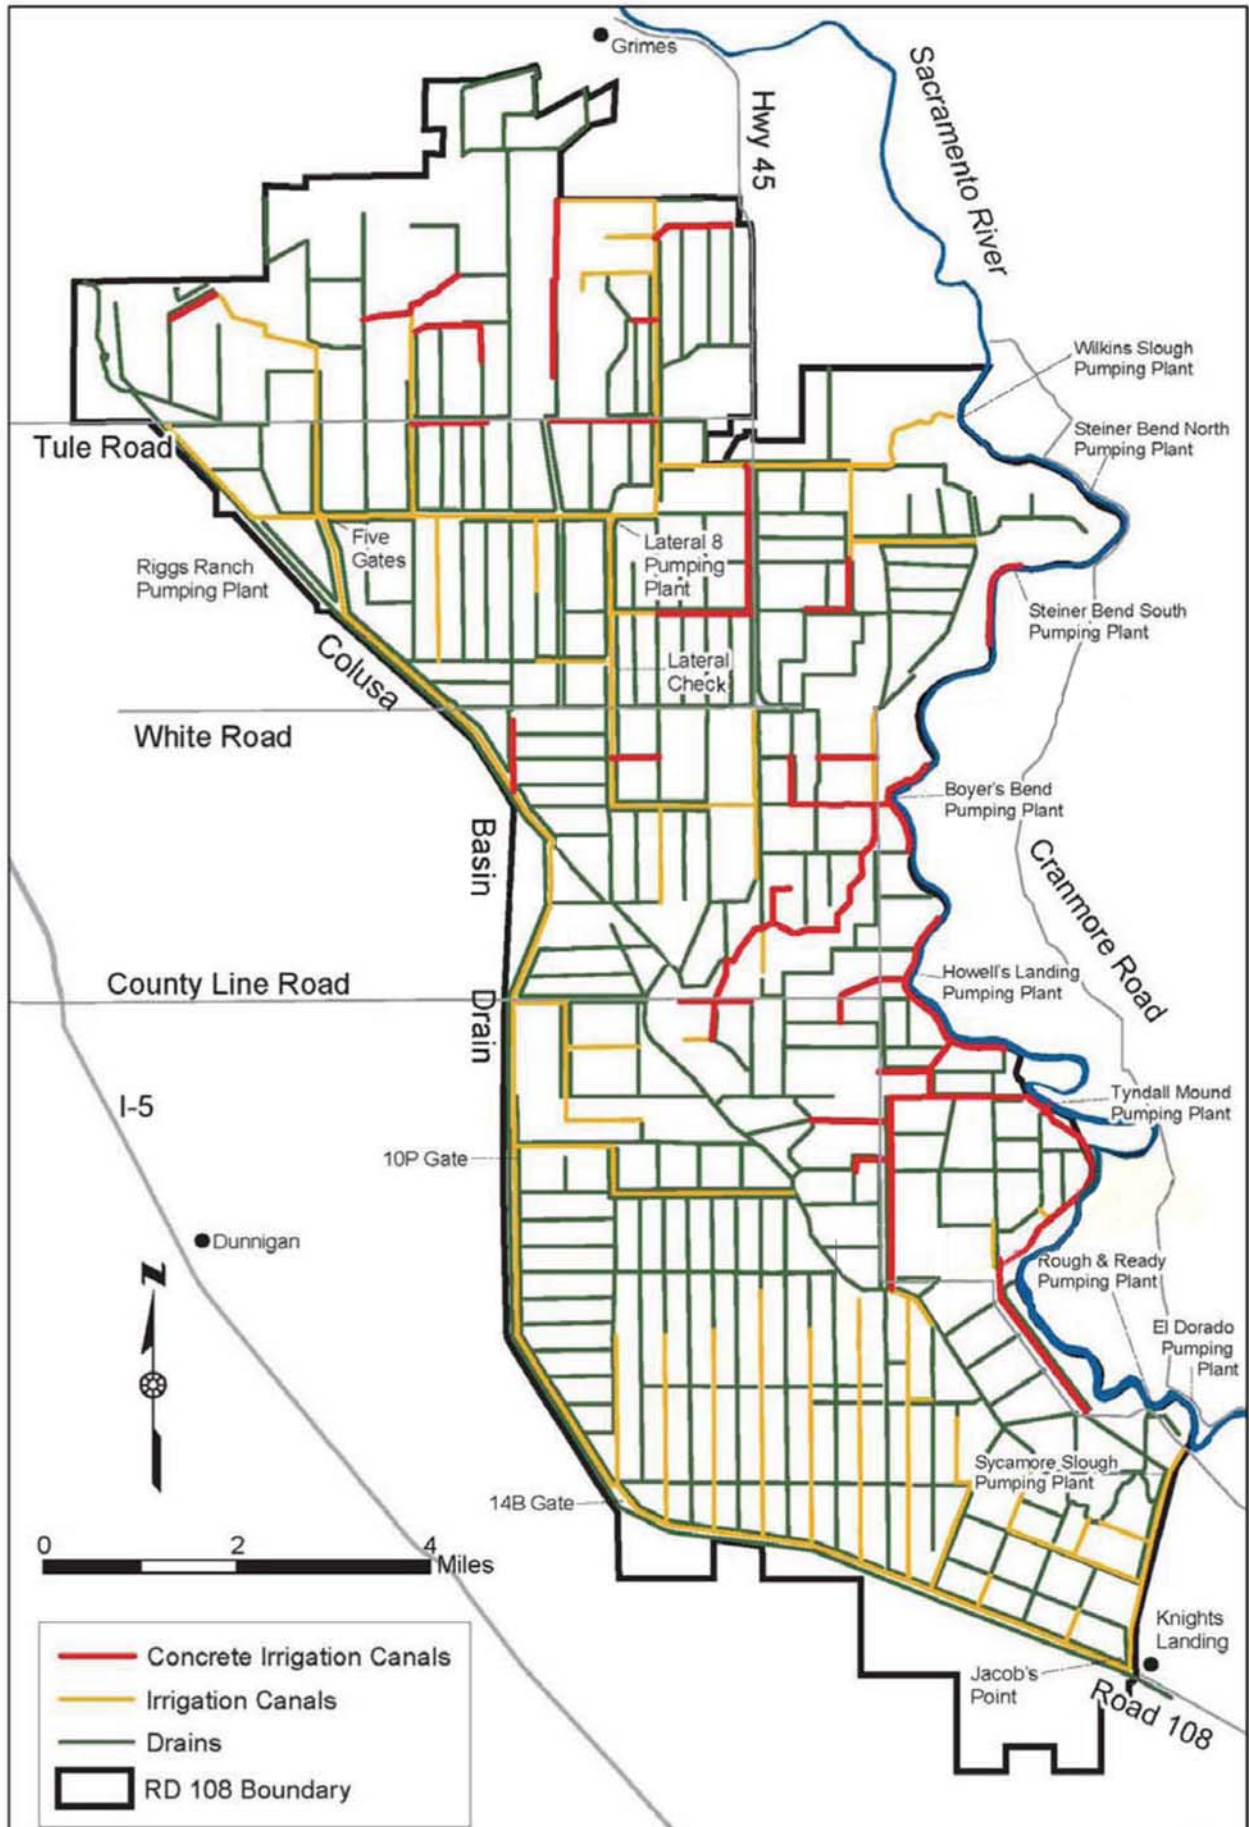 Grimes
Hwy 45
Sacramento River
Wilkins Slough
Pumping Plant
Steiner Bend North
Pumping Plant
Tule Road
Five
Gates
Lateral 8
Pumping
Plant
Riggs Ranch
Pumping Plant
Steiner Bend South
Pumping Plant
Colusa
Lateral
Check
White Road
Boyer's Bend
Pumping Plant
Basin
Cranmore Road
Howell's Landing
Pumping Plant
County Line Road
Drain
I-5
Tyndall Mound
Pumping Plant
10P Gate
Dunnigan
Z
Rough & Ready
Pumping Plant
El Dorado
Pumping
Plant
Sycamore Slough
Pumping Plant
14B Gate
0 2 4
Miles
Knights
Landing
Jacob's
Point
Road 108
Concrete Irrigation Canals
Irrigation Canals
Drains
RD 108 Boundary